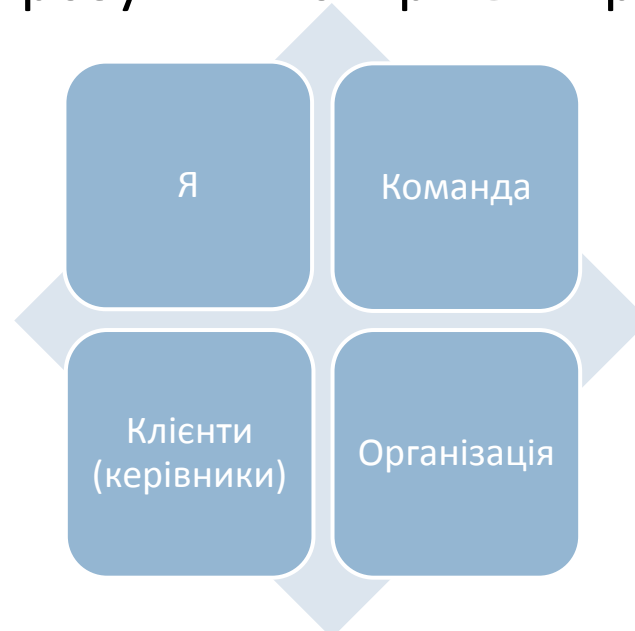 Я
Команда
Клієнти
(керівники)
Організація